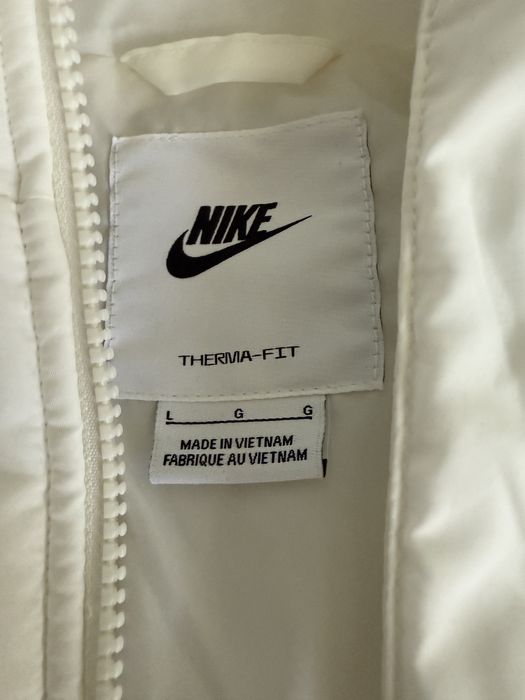 NIKE
THERMA-FIT
L G G
MADE IN VIETNAM
FABRIQUE AU VIETNAM